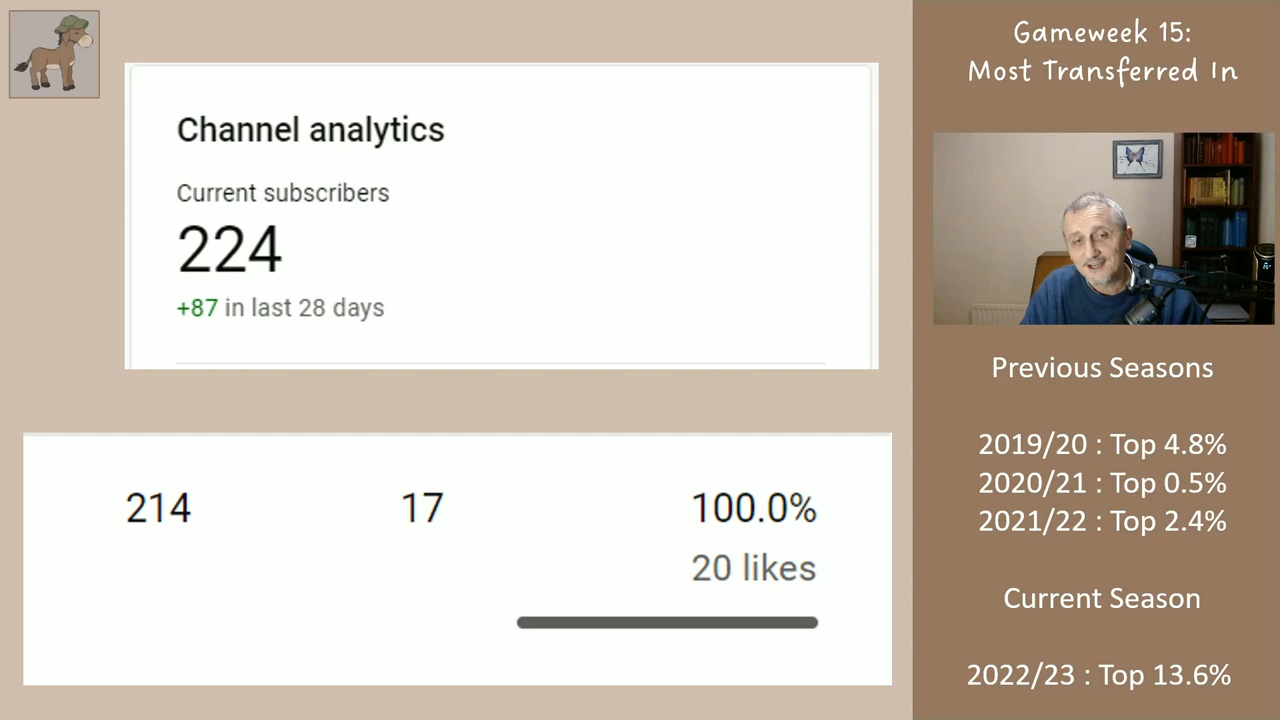 Channel analytics
Current subscribers
224
+87 in last 28 days
214 17 100.0%
20 likes
Gameweek 15:
Most Transferred In
Previous Seasons
2019/20 : Top 4.8%
2020/21 : Top 0.5%
2021/22 : Top 2.4%
Current Season
2022/23 : Top 13.6%